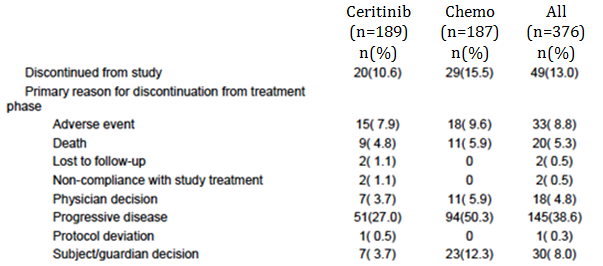 Ceritinib Chemo All
(n=189) (n=187) (n=376)
n(%) n(%) n(%)
Discontinued from study 20(10.6) 29(15.5) 49(13.0)
Primary reason for discontinuation from treatment
phase
Adverse event 15( 7.9) 18( 9.6) 33( 8.8)
Death 9( 4.8) 11( 5.9) 20( 5.3)
Lost to follow-up 2( 1.1) 0 2( 0.5)
Non-compliance with study treatment 2( 1.1) 0 2( 0.5)
Physician decision 7( 3.7) 11( 5.9) 18( 4.8)
Progressive disease 51(27.0) 94(50.3) 145(38.6)
Protocol deviation 1( 0.5) 0 1( 0.3)
Subject/guardian decision 7( 3.7) 23(12.3) 30( 8.0)